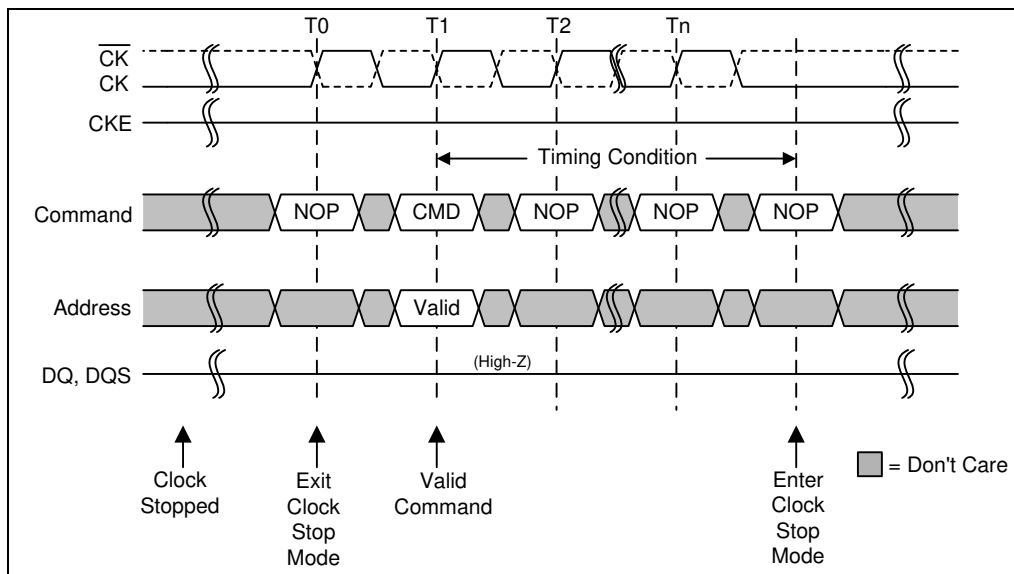 T0 T1 T2 Tn
C̅K̅
CK
CKE
Timing Condition
Command NOP CMD NOP NOP NOP
Address Valid
(High-Z)
DQ, DQS
Clock
Stopped
Exit
Clock
Stop
Mode
Valid
Command
Enter
Clock
Stop
Mode
= Don't Care